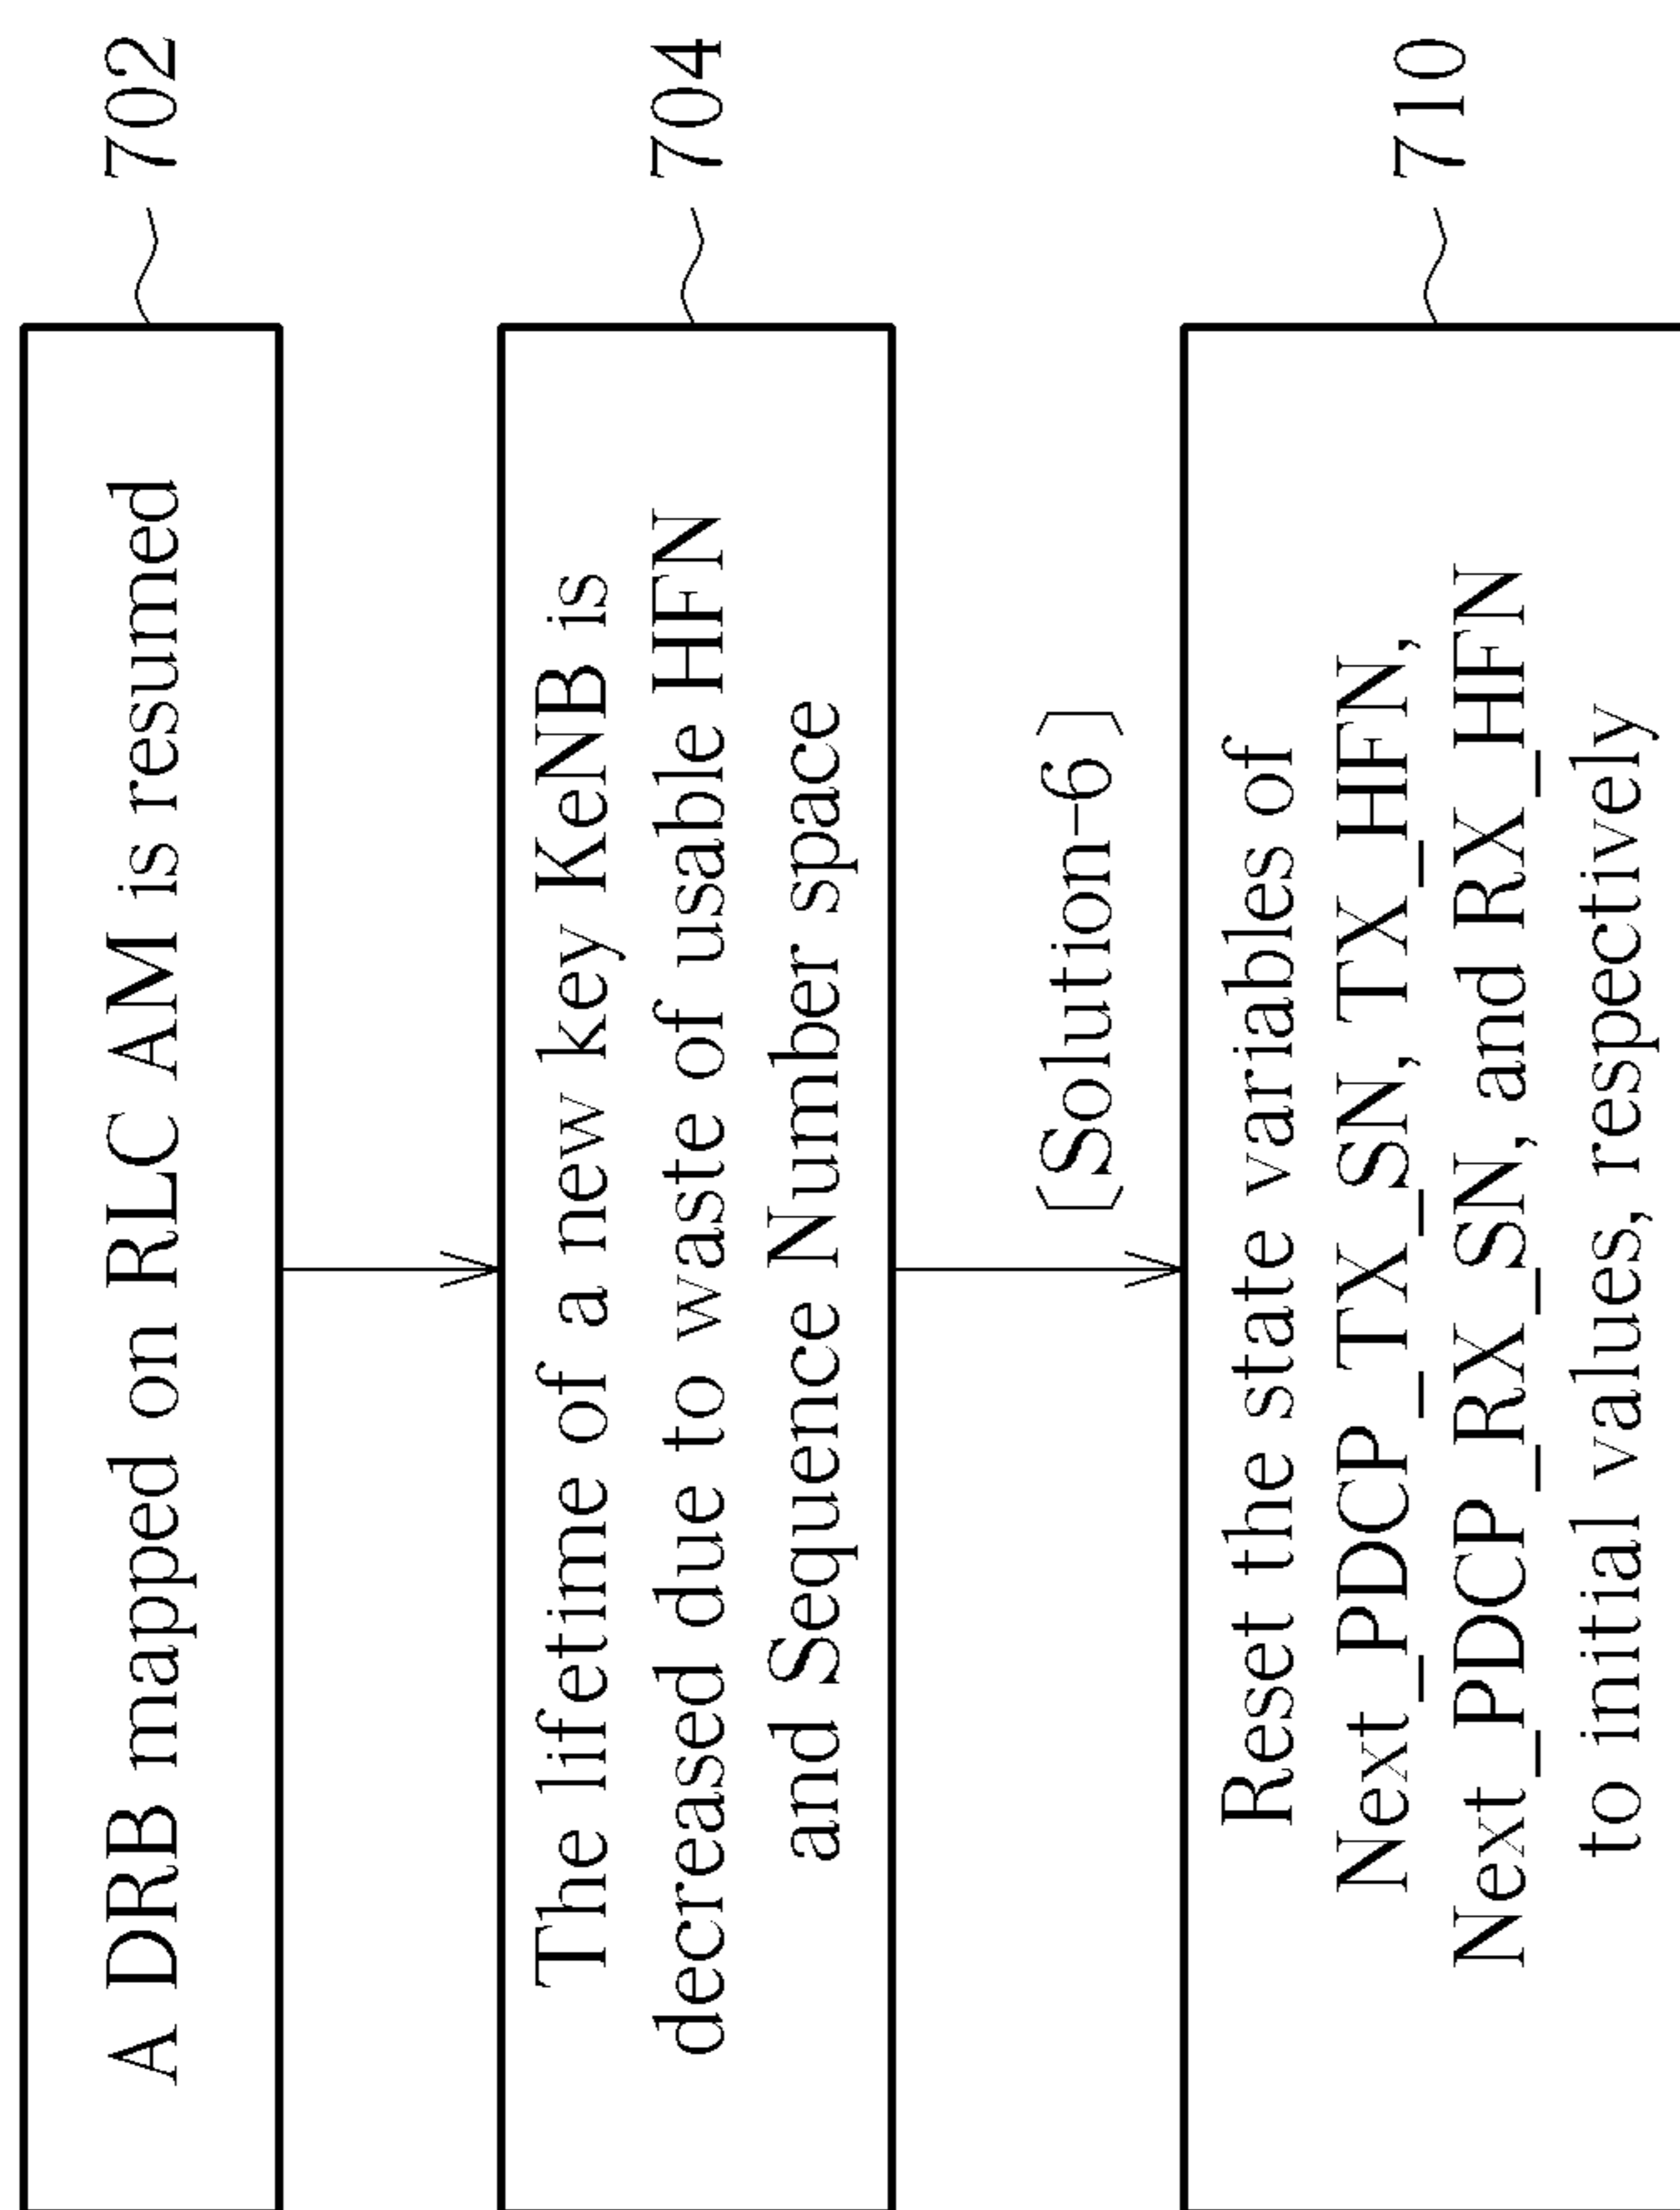 A DRB mapped on RLC AM is resumed
702
The lifetime of a new key KeNB is
decreased due to waste of usable HFN
and Sequence Number space
704
(Solution-6)
Reset the state variables of
Next_PDCP_TX_SN, TX_HFN,
Next_PDCP_RX_SN, and RX_HFN
to initial values, respectively
710